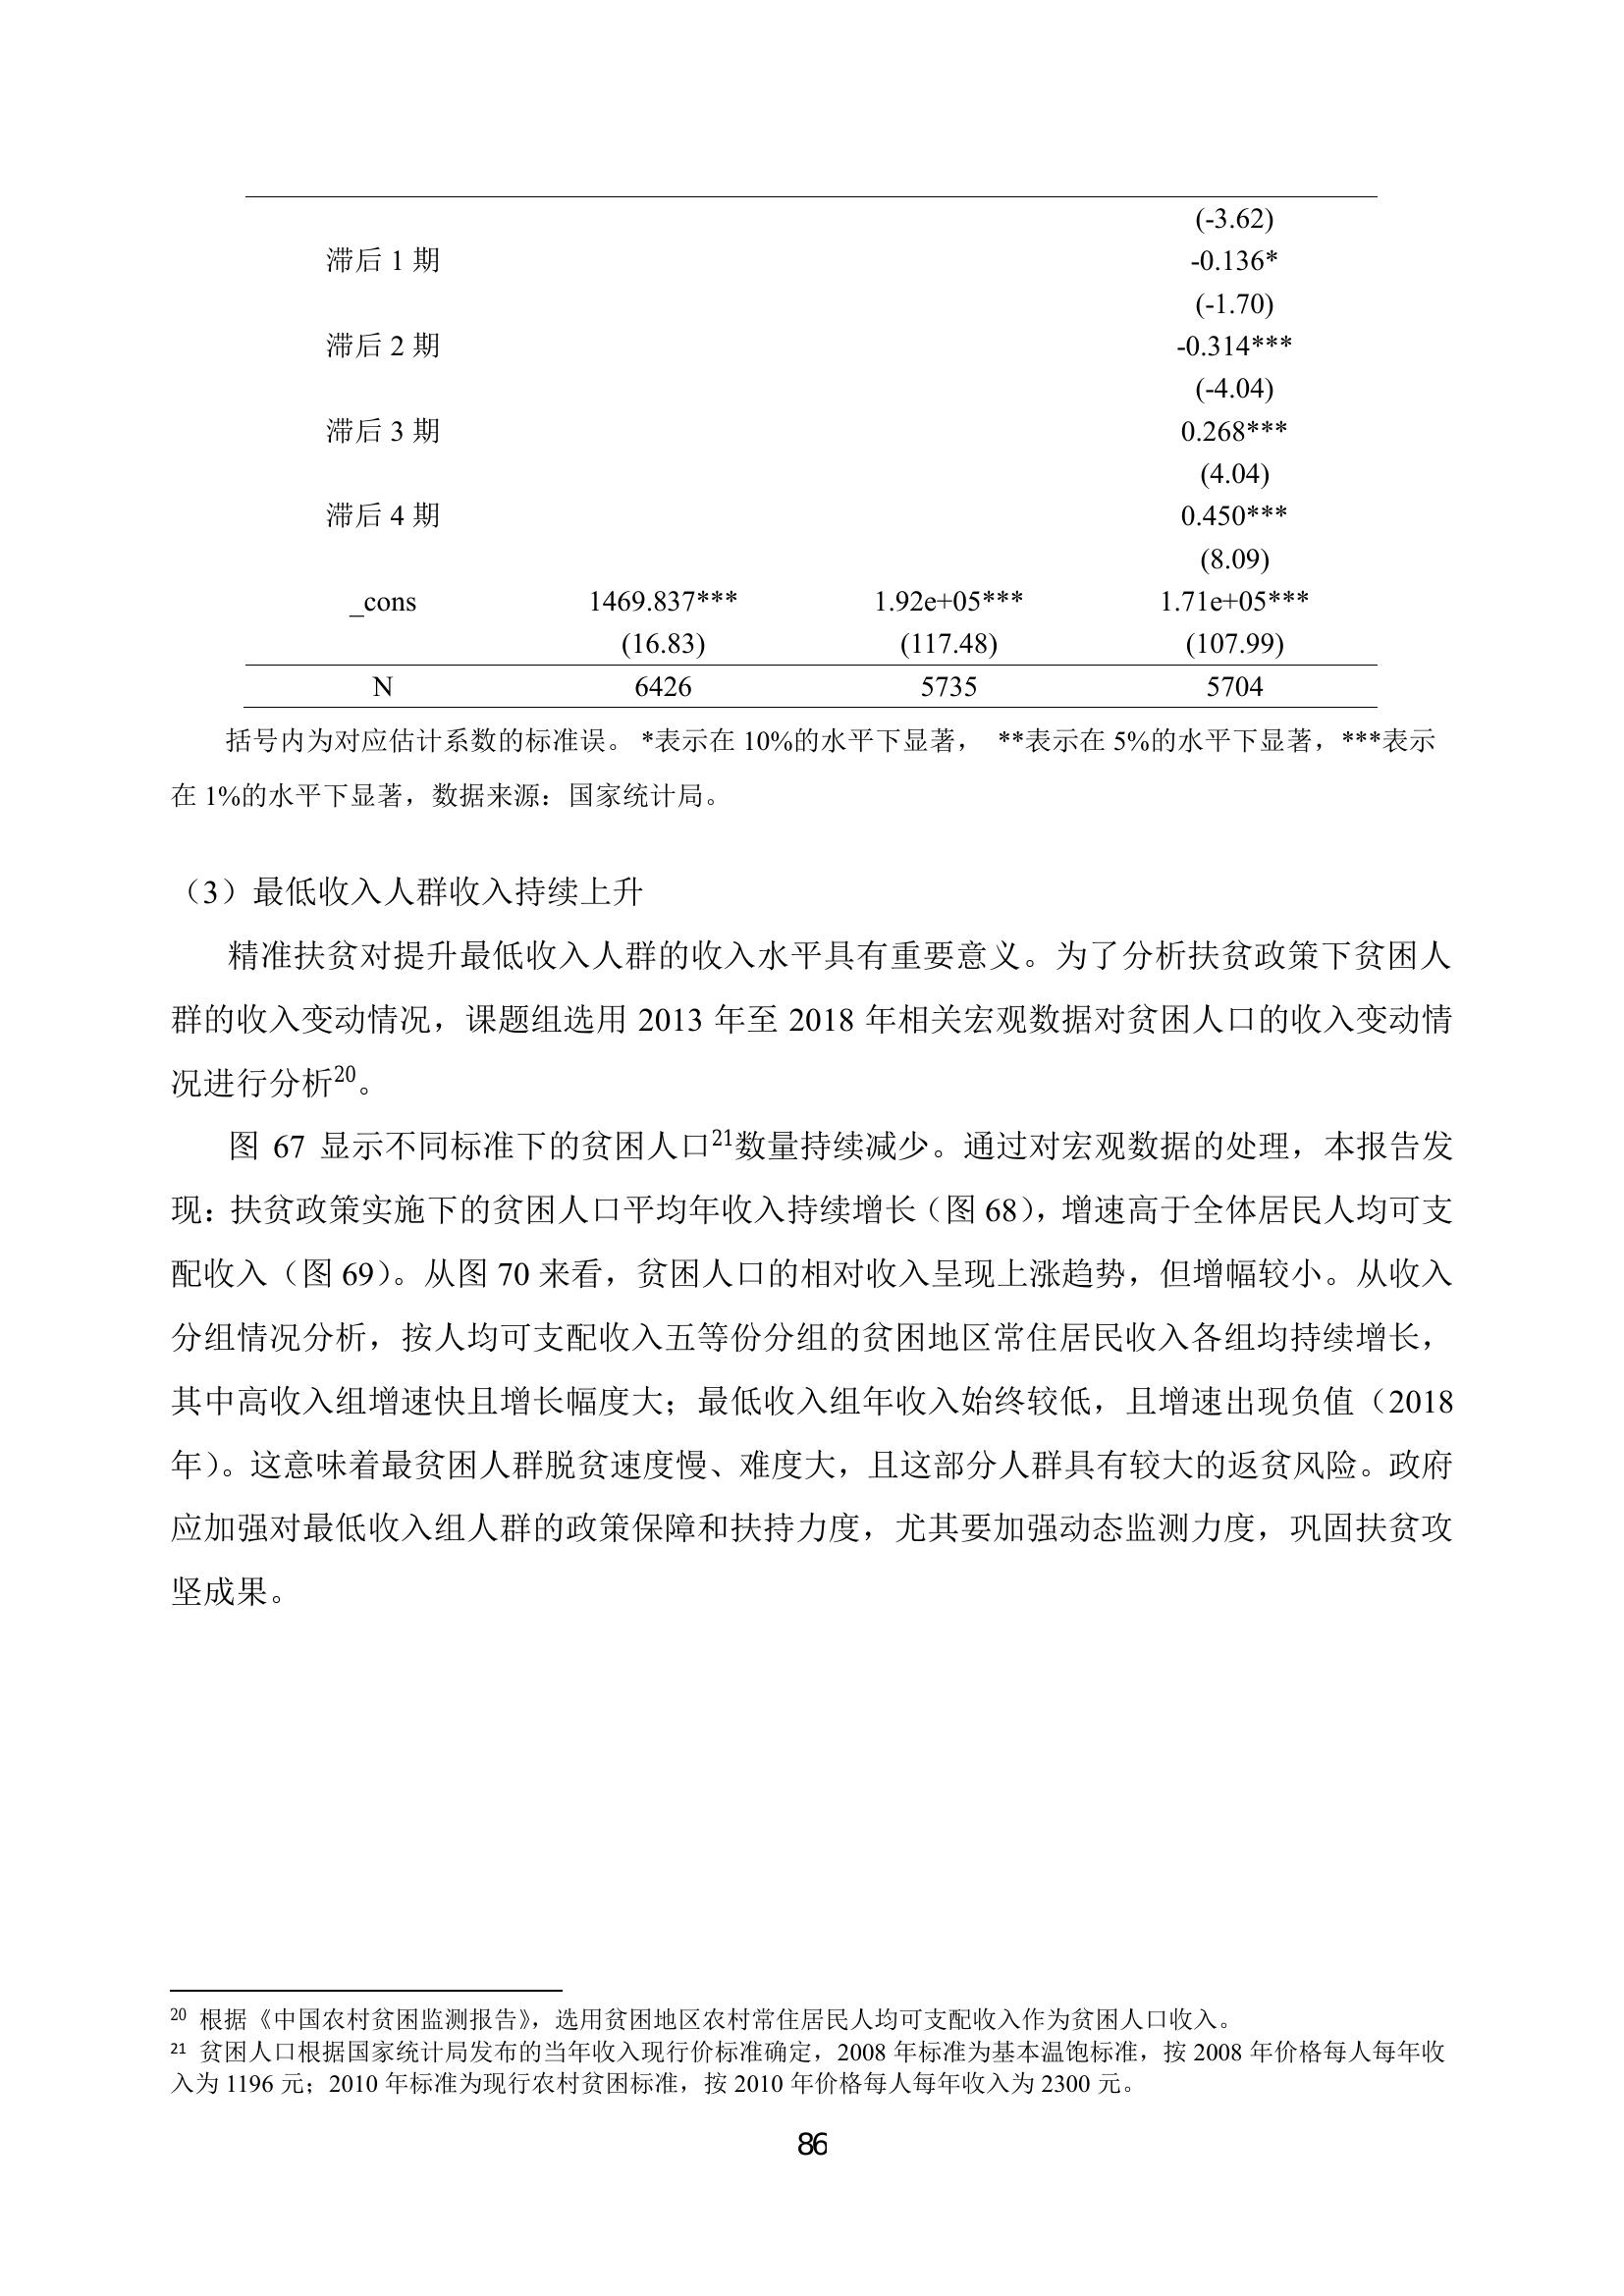 (-3.62)
滞后 1 期 -0.136*
(-1.70)
滞后 2 期 -0.314***
(-4.04)
滞后 3 期 0.268***
(4.04)
滞后 4 期 0.450***
(8.09)
_cons 1469.837*** 1.92e+05*** 1.71e+05***
(16.83) (117.48) (107.99)
N 6426 5735 5704
括号内为对应估计系数的标准误。 *表示在 10%的水平下显著， **表示在 5%的水平下显著，***表示
在 1%的水平下显著，数据来源：国家统计局。
（3）最低收入人群收入持续上升
精准扶贫对提升最低收入人群的收入水平具有重要意义。为了分析扶贫政策下贫困人
群的收入变动情况，课题组选用 2013 年至 2018 年相关宏观数据对贫困人口的收入变动情
况进行分析20。
图 67 显示不同标准下的贫困人口21数量持续减少。通过对宏观数据的处理，本报告发
现：扶贫政策实施下的贫困人口平均年收入持续增长（图 68），增速高于全体居民人均可支
配收入（图 69）。从图 70 来看，贫困人口的相对收入呈现上涨趋势，但增幅较小。从收入
分组情况分析，按人均可支配收入五等份分组的贫困地区常住居民收入各组均持续增长，
其中高收入组增速快且增长幅度大；最低收入组年收入始终较低，且增速出现负值（2018
年）。这意味着最贫困人群脱贫速度慢、难度大，且这部分人群具有较大的返贫风险。政府
应加强对最低收入组人群的政策保障和扶持力度，尤其要加强动态监测力度，巩固扶贫攻
坚成果。
20 根据《中国农村贫困监测报告》，选用贫困地区农村常住居民人均可支配收入作为贫困人口收入。
21 贫困人口根据国家统计局发布的当年收入现行价标准确定，2008 年标准为基本温饱标准，按 2008 年价格每人每年收
入为 1196 元；2010 年标准为现行农村贫困标准，按 2010 年价格每人每年收入为 2300 元。
86